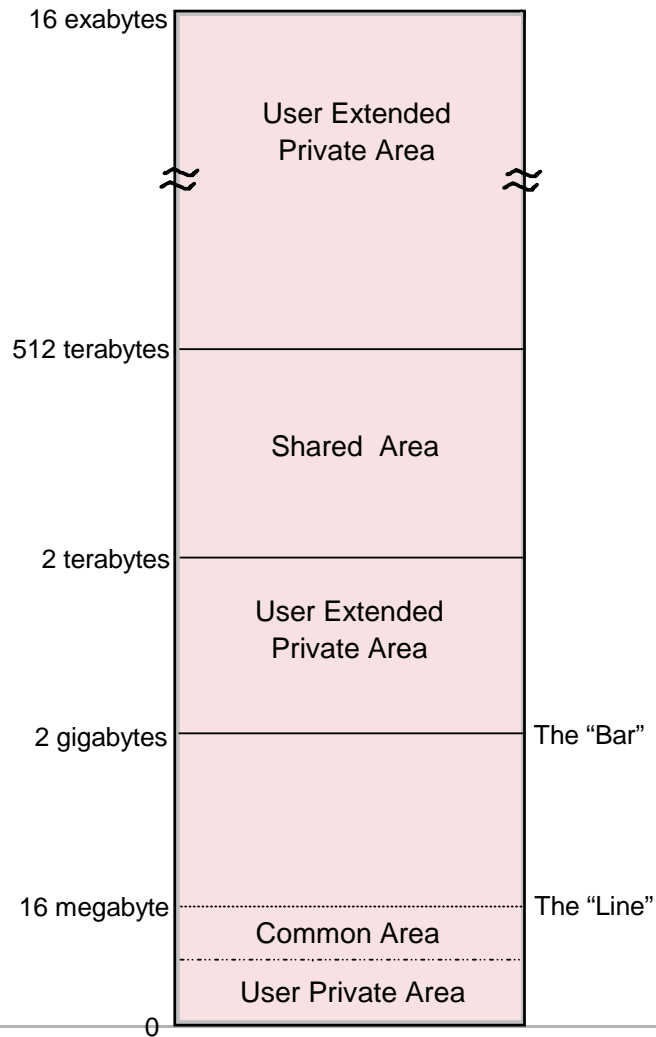 16 exabytes
User Extended
Private Area
512 terabytes
Shared Area
2 terabytes
User Extended
Private Area
2 gigabytes
The “Bar”
16 megabyte
The “Line”
Common Area
User Private Area
0